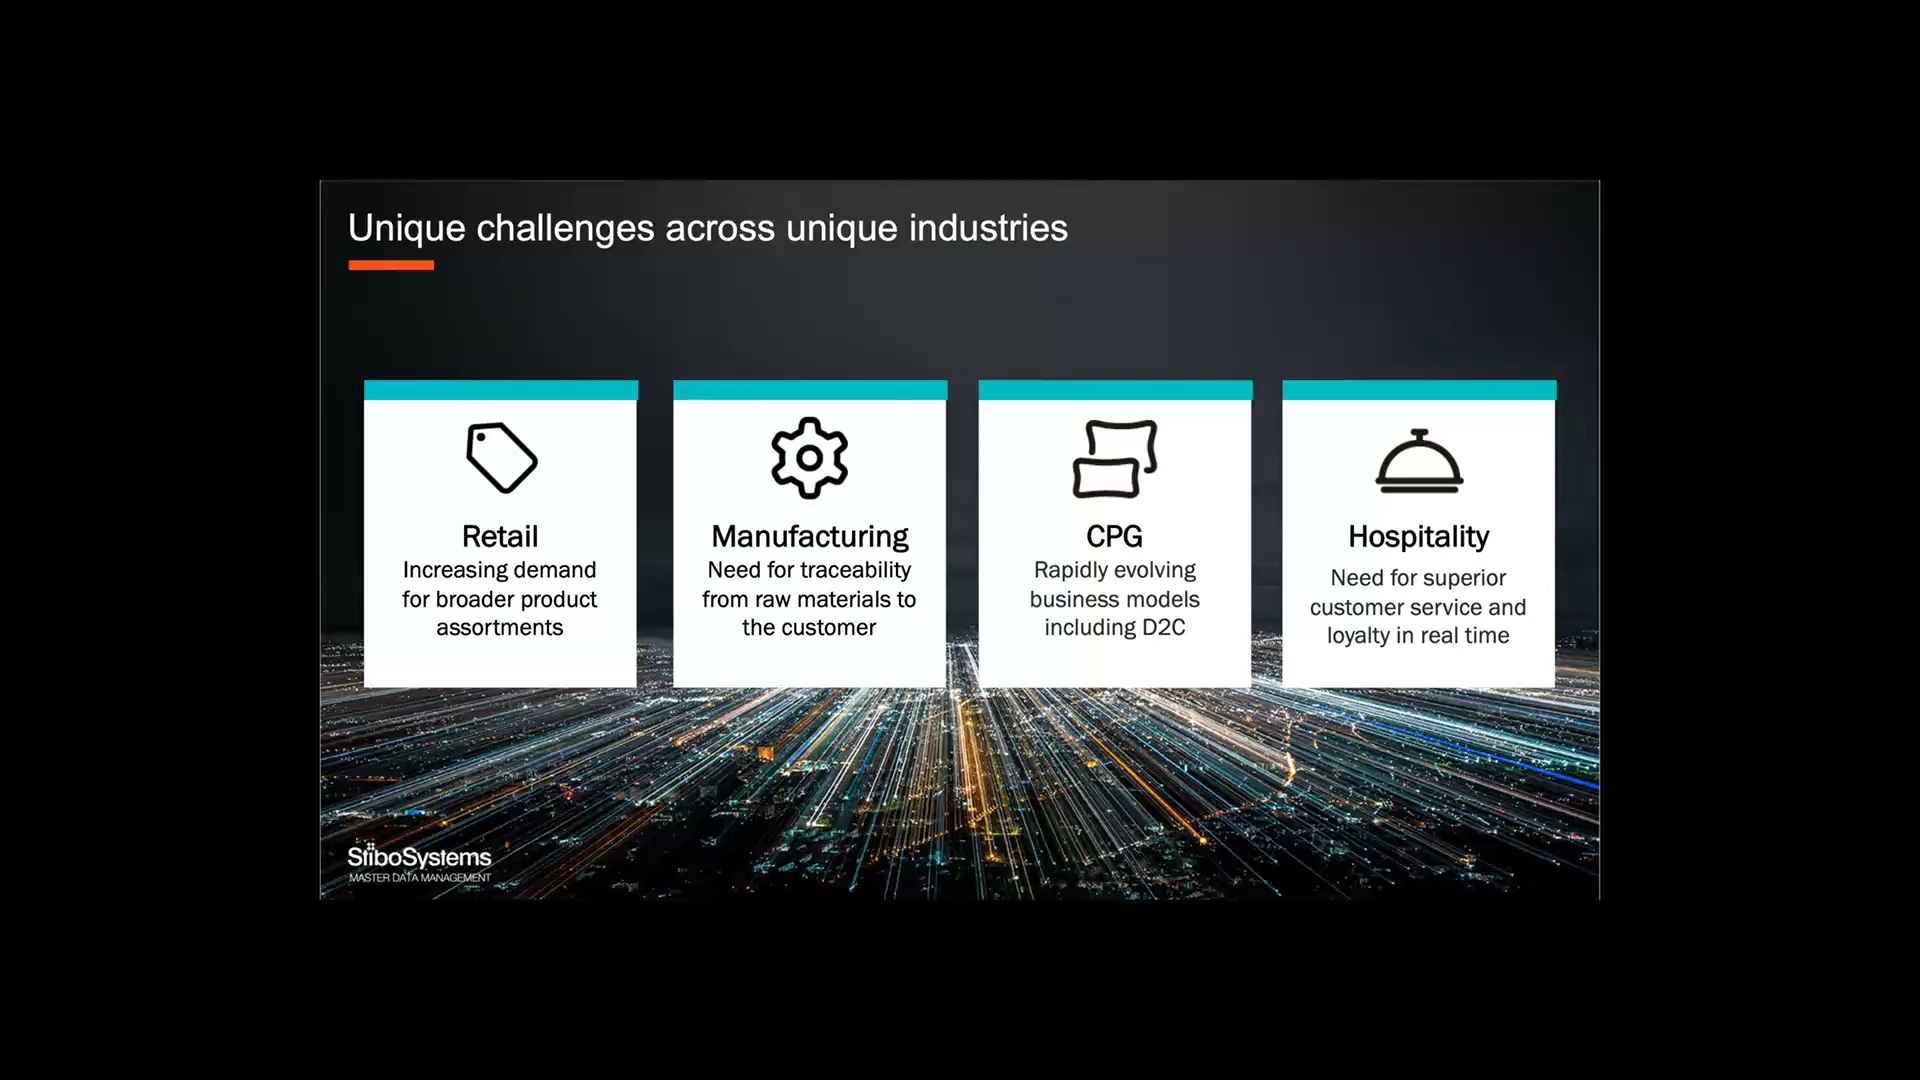 Unique challenges across unique industries
Retail
Increasing demand
for broader product
assortments
Manufacturing
Need for traceability
from raw materials to
the customer
CPG
Rapidly evolving
business models
including D2C
Hospitality
Need for superior
customer service and
loyalty in real time
StiboSystems
MASTER DATA MANAGEMENT